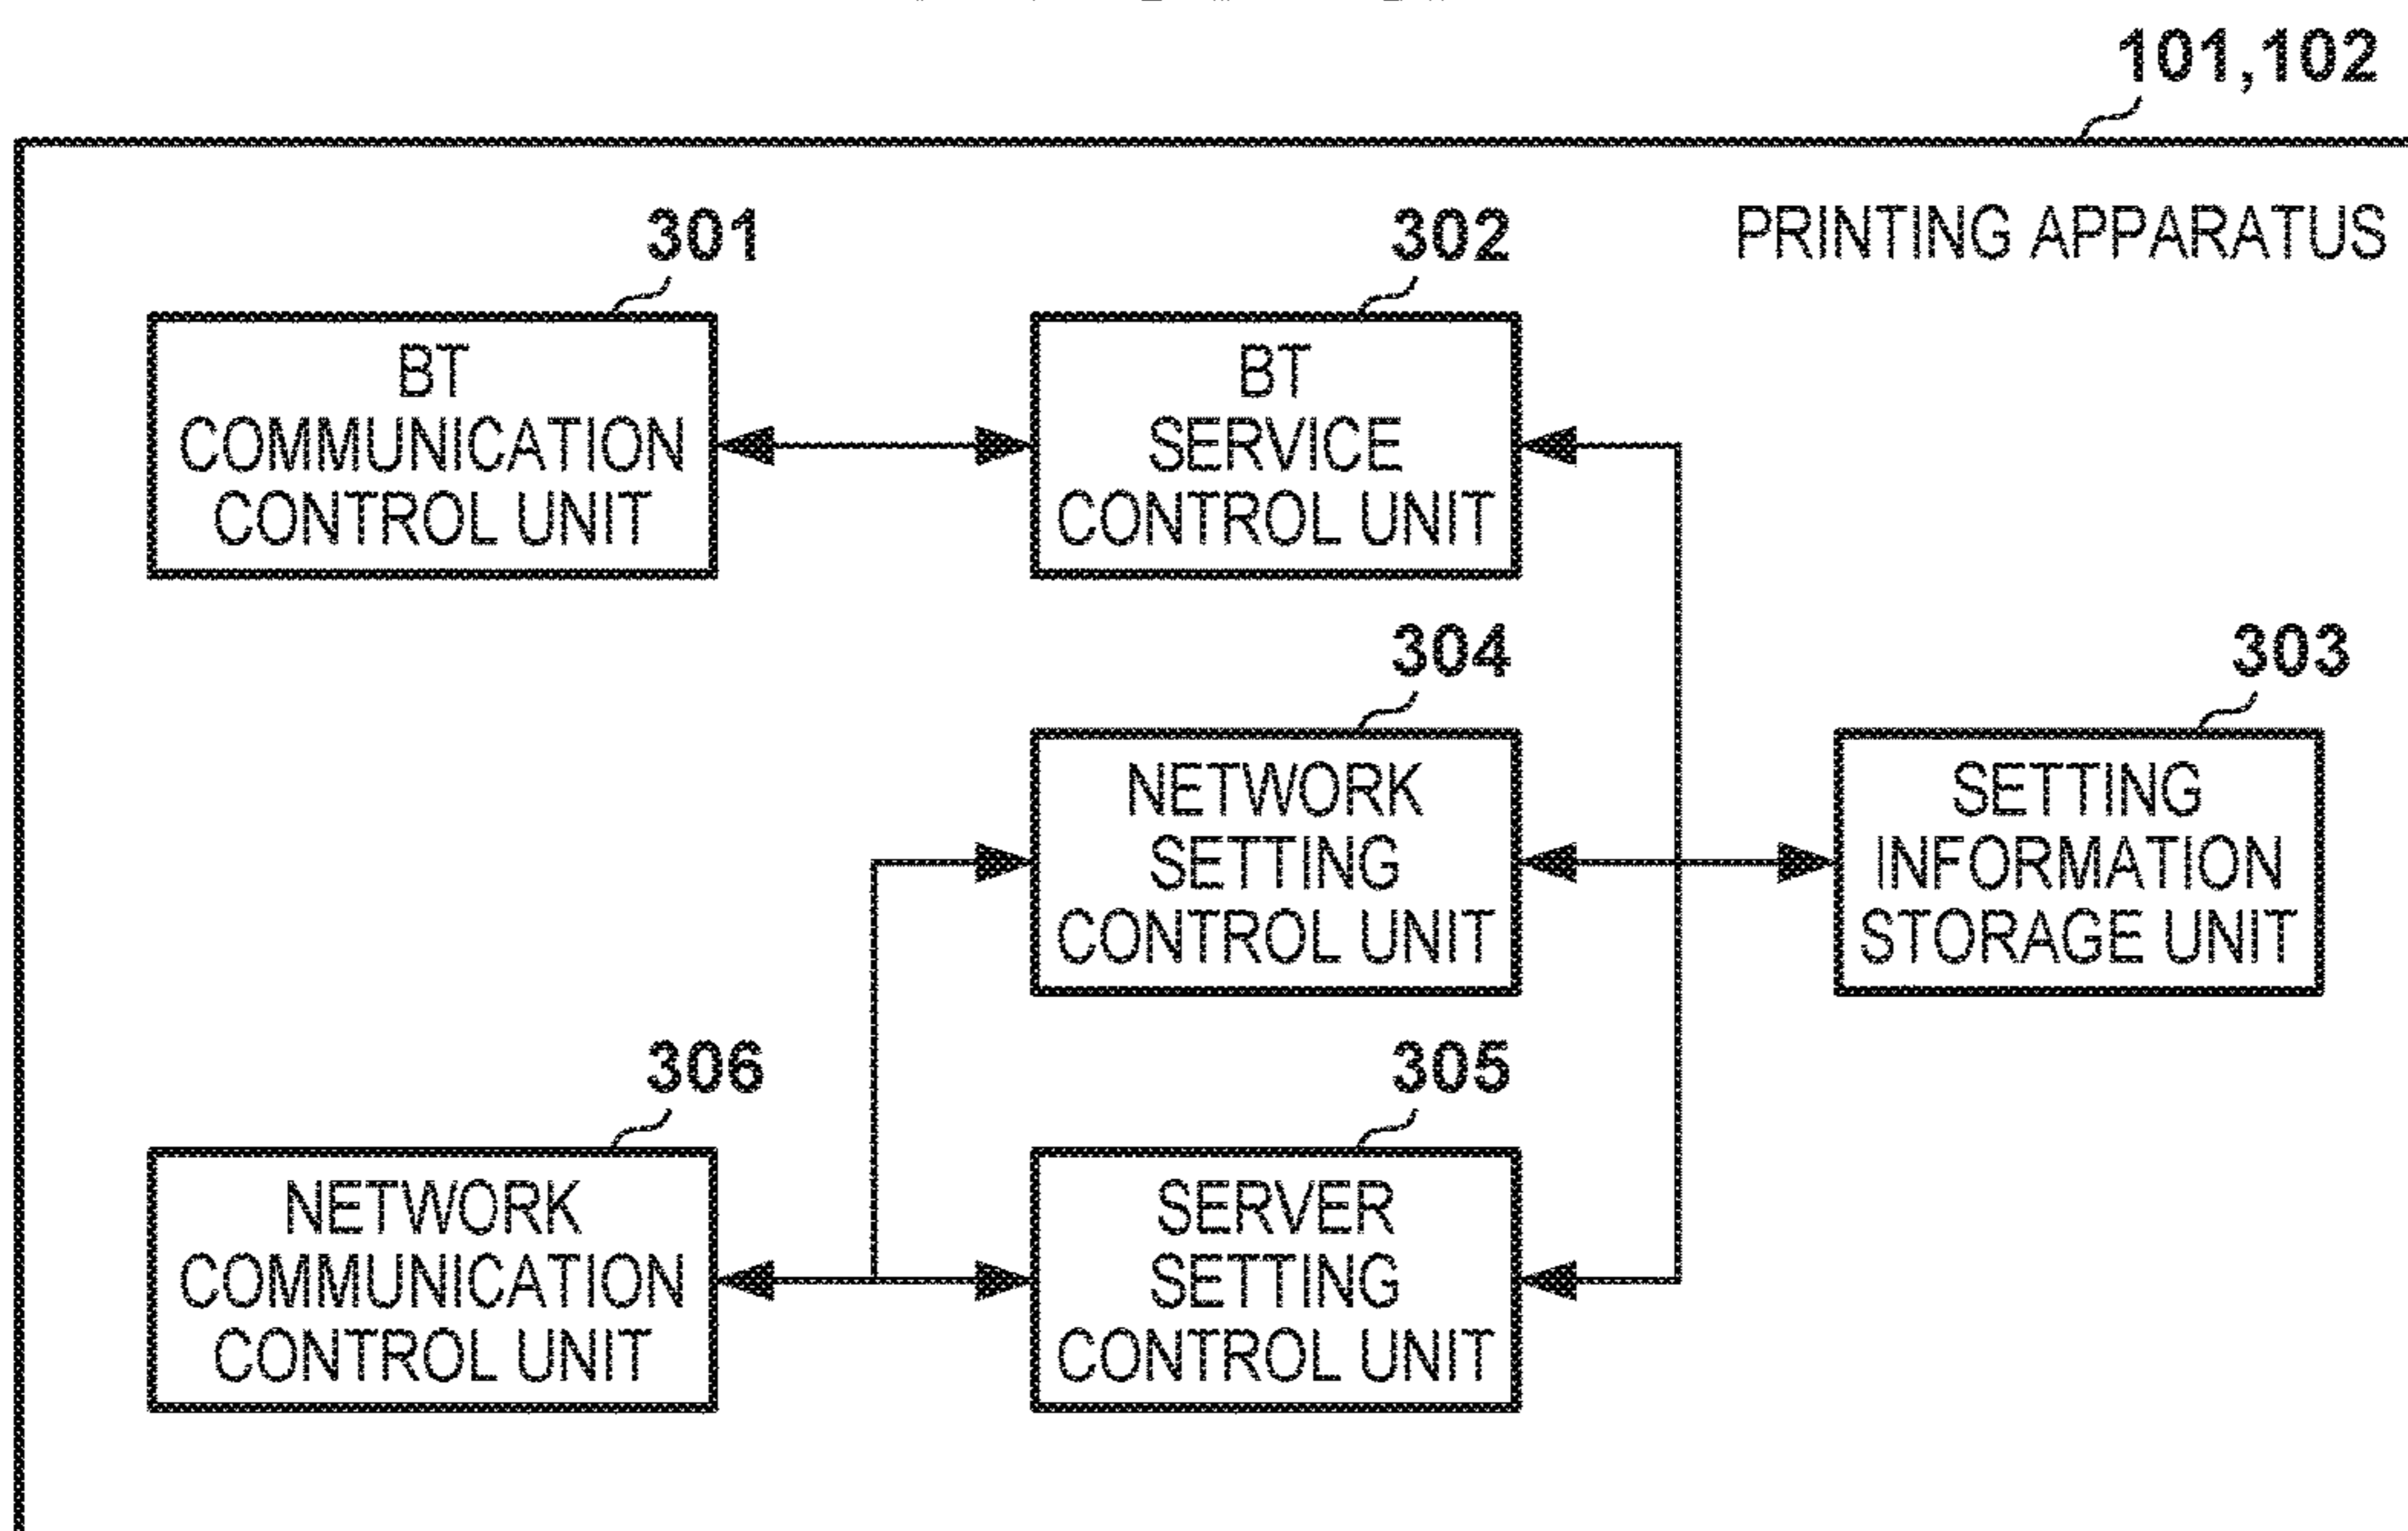 101,102
PRINTING APPARATUS
301
BT
COMMUNICATION
CONTROL UNIT
302
BT
SERVICE
CONTROL UNIT
304
NETWORK
SETTING
CONTROL UNIT
303
SETTING
INFORMATION
STORAGE UNIT
306
NETWORK
COMMUNICATION
CONTROL UNIT
305
SERVER
SETTING
CONTROL UNIT